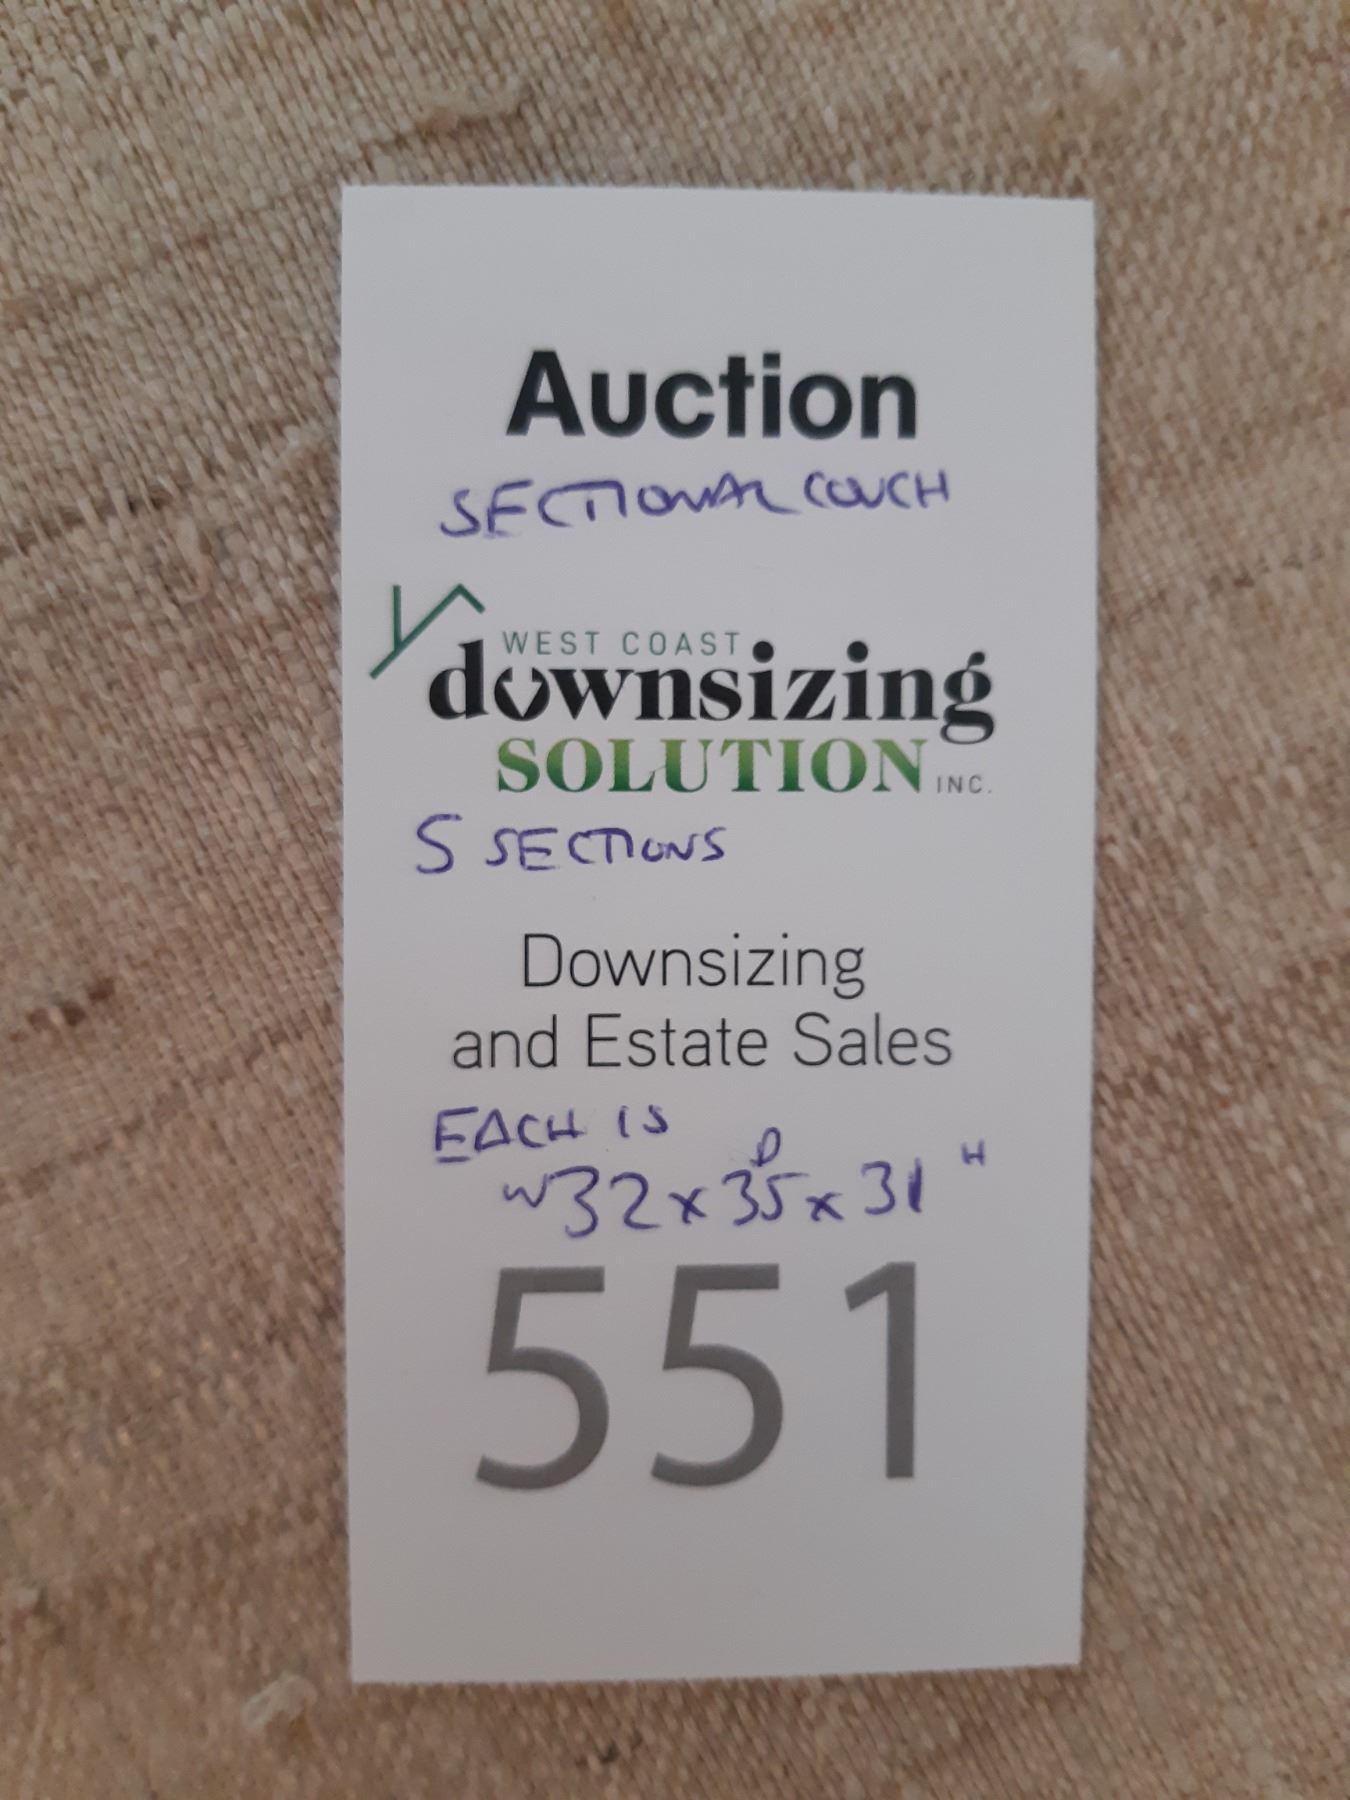 Auction
SECTIONAL COUCH
WEST COAST
downsizing
SOLUTION INC.
5 SECTIONS
Downsizing
and Estate Sales
EACH IS
W32 x 35D x 31 H
551